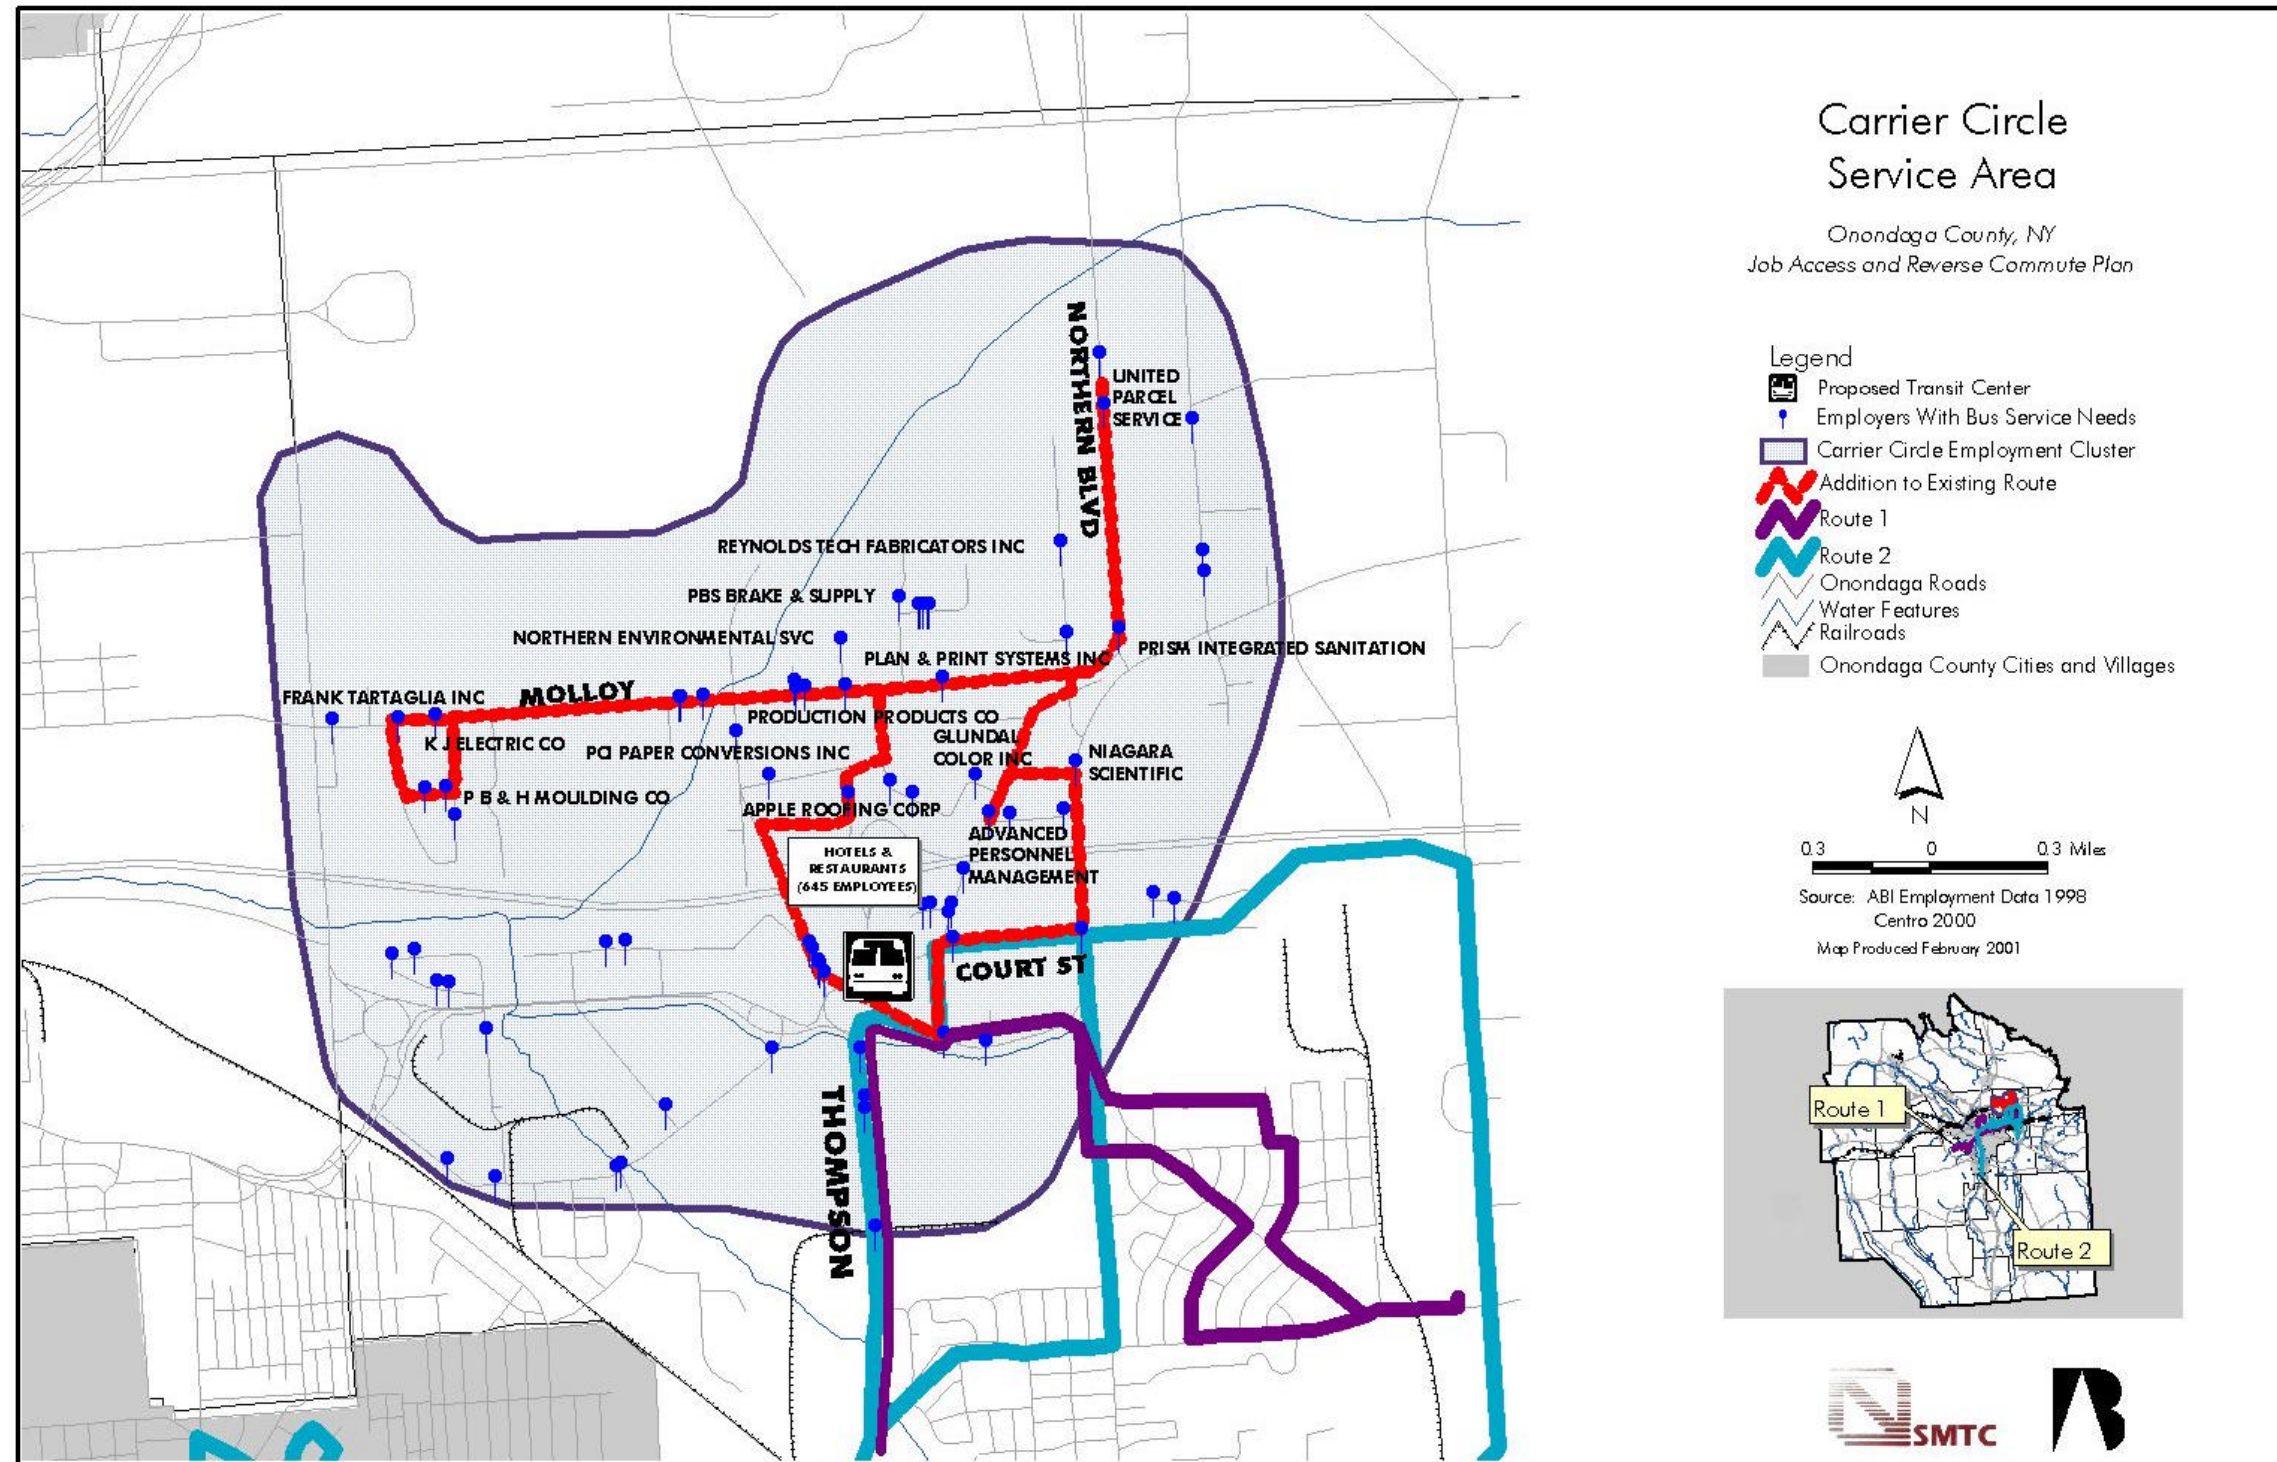 Carrier Circle
Service Area
Onondaga County, NY
Job Access and Reverse Commute Plan
Legend
Proposed Transit Center
Employers With Bus Service Needs
Carrier Circle Employment Cluster
Addition to Existing Route
Route 1
Route 2
Onondaga Roads
Water Features
Railroads
Onondaga County Cities and Villages
N
0.3 0 0.3 Miles
Source: ABI Employment Data 1998
Centro 2000
Map Produced February 2001
Route 1
Route 2
SMTC
NORTHERN BLVD
UNITED
PARCEL
SERVICE
REYNOLDS TECH FABRICATORS INC
PBS BRAKE & SUPPLY
NORTHERN ENVIRONMENTAL SVC
PLAN & PRINT SYSTEMS INC
PRISM INTEGRATED SANITATION
FRANK TARTAGLIA INC
MOLLOY
PRODUCTION PRODUCTS CO
K J ELECTRIC CO
PCI PAPER CONVERSIONS INC
GLUNDAL
COLOR INC
NIAGARA
SCIENTIFIC
P B & H MOULDING CO
APPLE ROOFING CORP
ADVANCED
PERSONNEL
MANAGEMENT
HOTELS &
RESTAURANTS
(645 EMPLOYEES)
COURT ST
THOMPSON